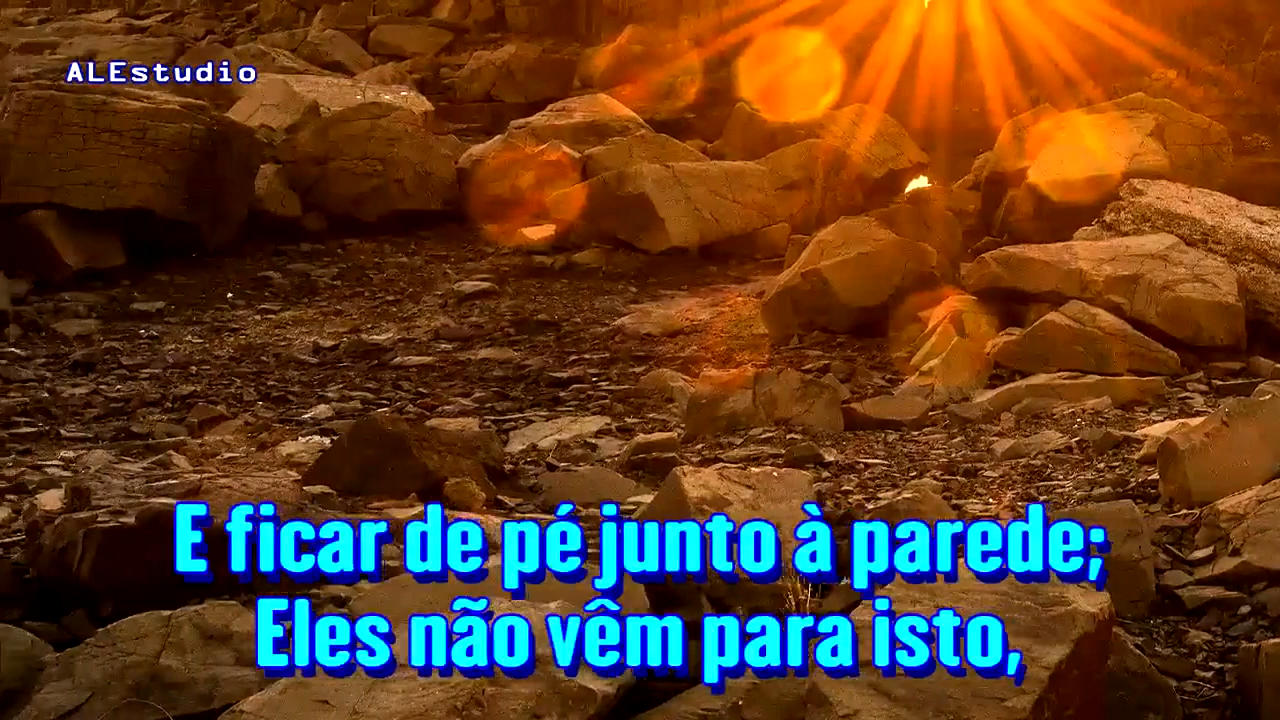 ALEstudio
E ficar de pé junto à parede;
Eles não vêm para isto,